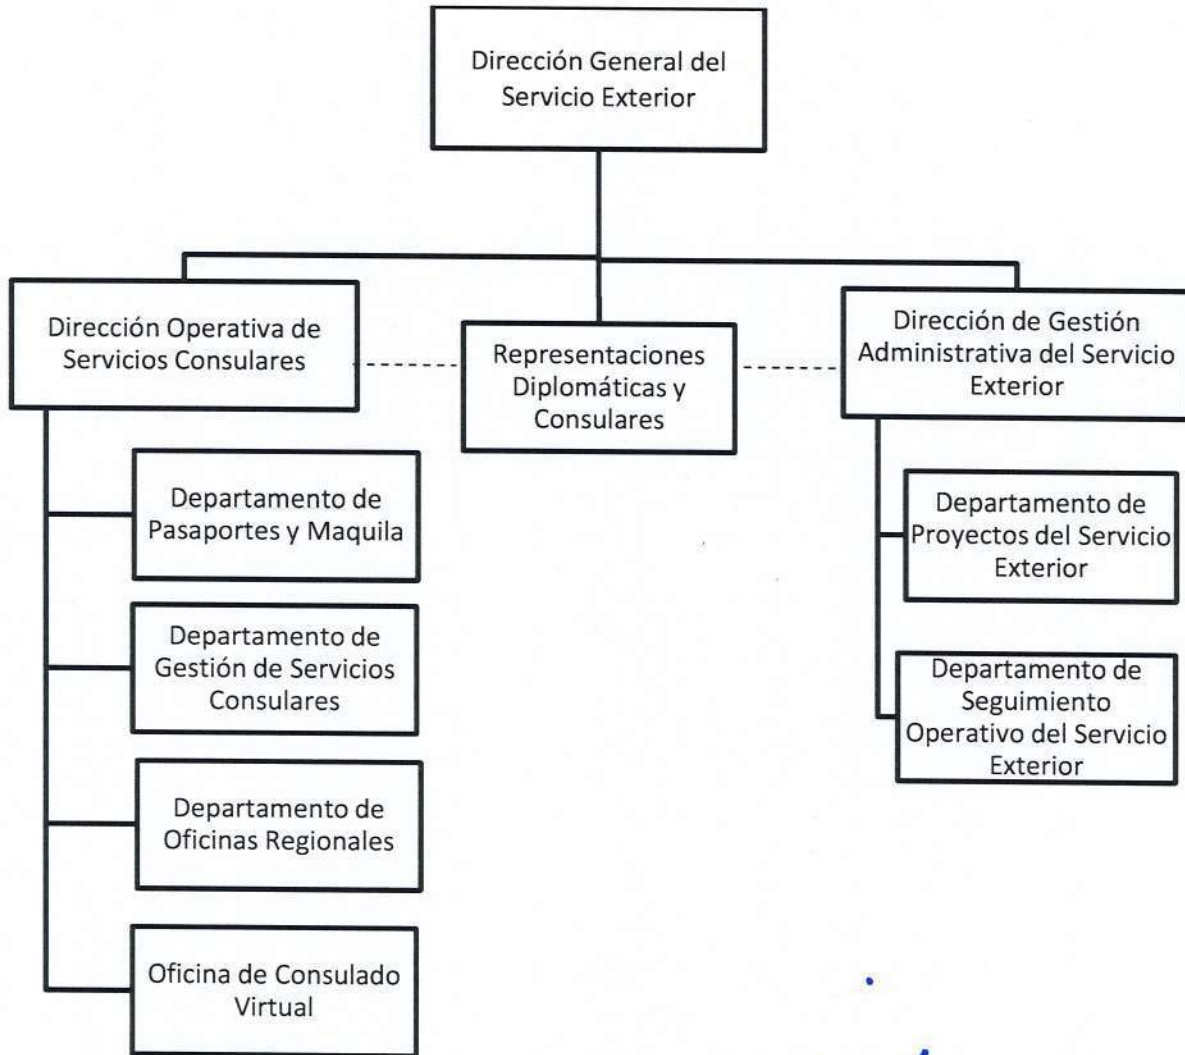 Dirección General del
Servicio Exterior
Dirección Operativa de
Servicios Consulares
Representaciones
Diplomáticas y
Consulares
Dirección de Gestión
Administrativa del Servicio
Exterior
Departamento de
Pasaportes y Maquila
Departamento de
Gestión de Servicios
Consulares
Departamento de
Oficinas Regionales
Oficina de Consulado
Virtual
Departamento de
Proyectos del Servicio
Exterior
Departamento de
Seguimiento
Operativo del Servicio
Exterior